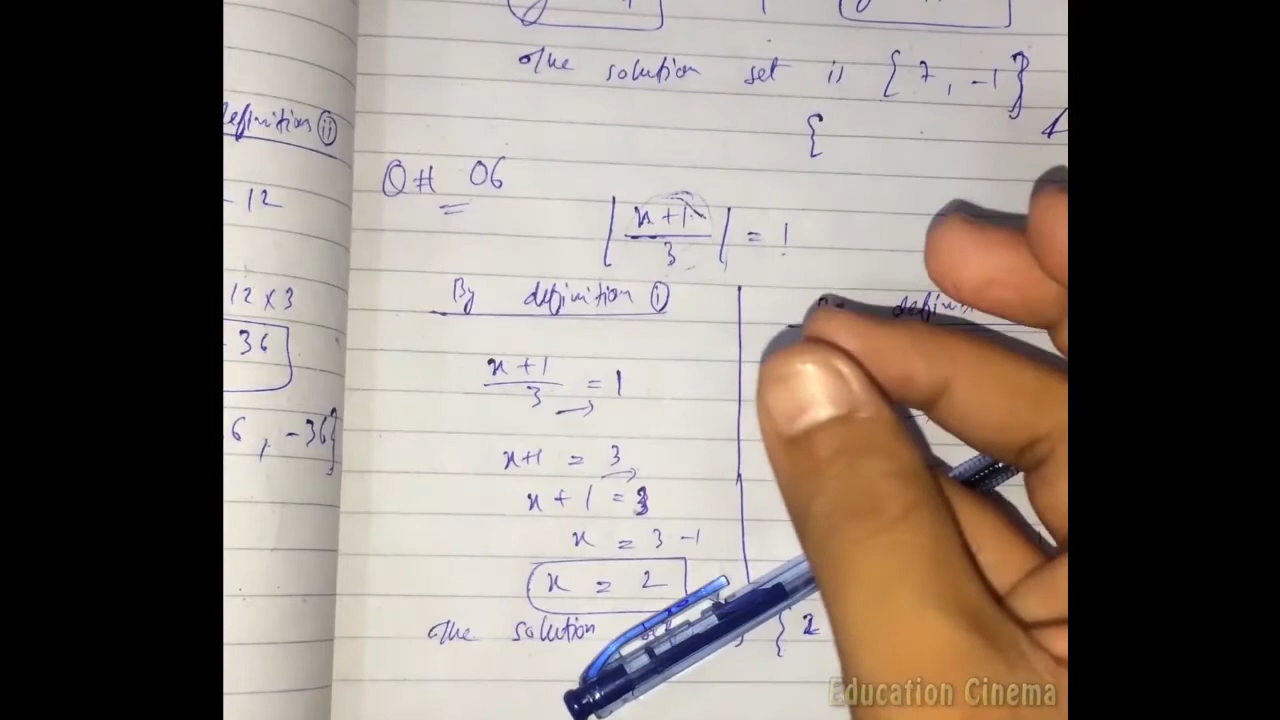 The solution set is {7, -1}
{
definition ii
- 12
12 x 3
36
6, -36}
Q# 06
|x+1/3| = 1
By definition i
x+1/3 = 1
x+1 = 3
x + 1 = 3
x = 3 -1
x = 2
The solution
{ 2
Education Cinema